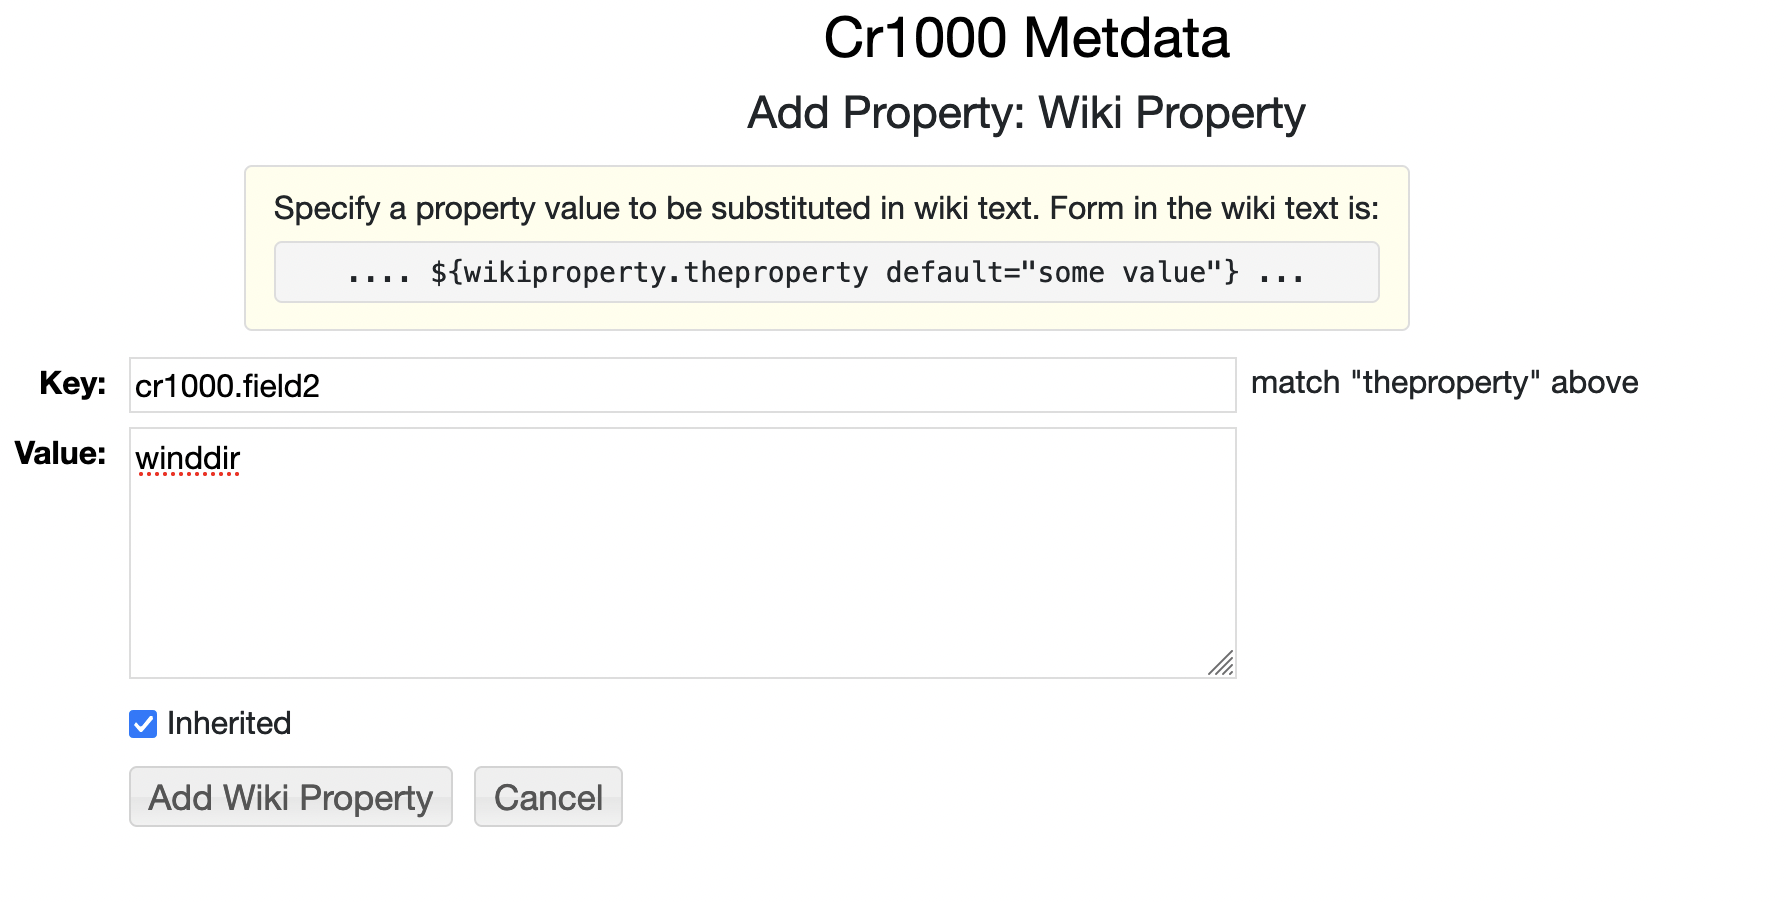 Cr1000 Metdata
Add Property: Wiki Property
Specify a property value to be substituted in wiki text. Form in the wiki text is:
.... ${wikiproperty.theproperty default="some value"} ...
Key: cr1000.field2 match "theproperty" above
Value: winddir
Inherited
Add Wiki Property Cancel